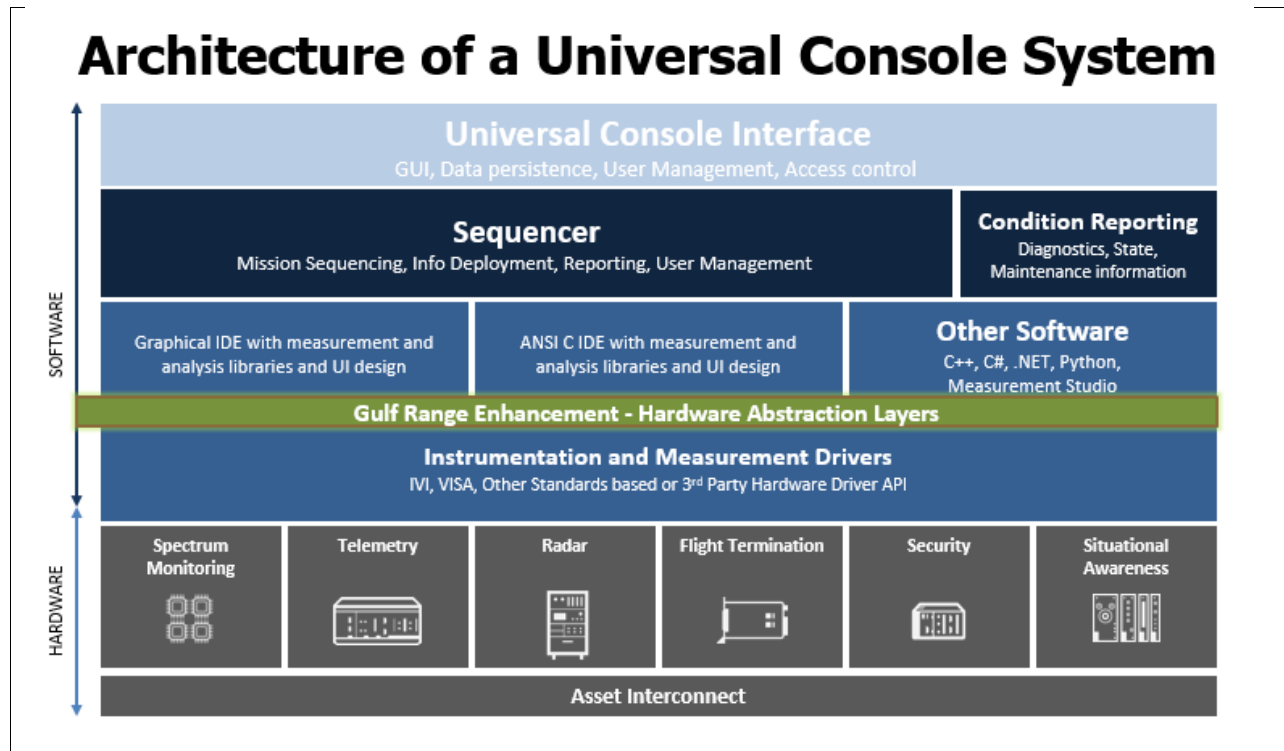 Architecture of a Universal Console System
Universal Console Interface
GUI, Data persistence, User Management, Access control
Sequencer
Mission Sequencing, Info Deployment, Reporting, User Management
Condition Reporting
Diagnostics, State,
Maintenance information
SOFTWARE
Graphical IDE with measurement and
analysis libraries and UI design
ANSI C IDE with measurement and
analysis libraries and UI design
Other Software
C++, C#, .NET, Python,
Measurement Studio
Gulf Range Enhancement - Hardware Abstraction Layers
Instrumentation and Measurement Drivers
IVI, VISA, Other Standards based or 3rd Party Hardware Driver API
HARDWARE
Spectrum
Monitoring
Telemetry
Radar
Flight Termination
Security
Situational
Awareness
Asset Interconnect